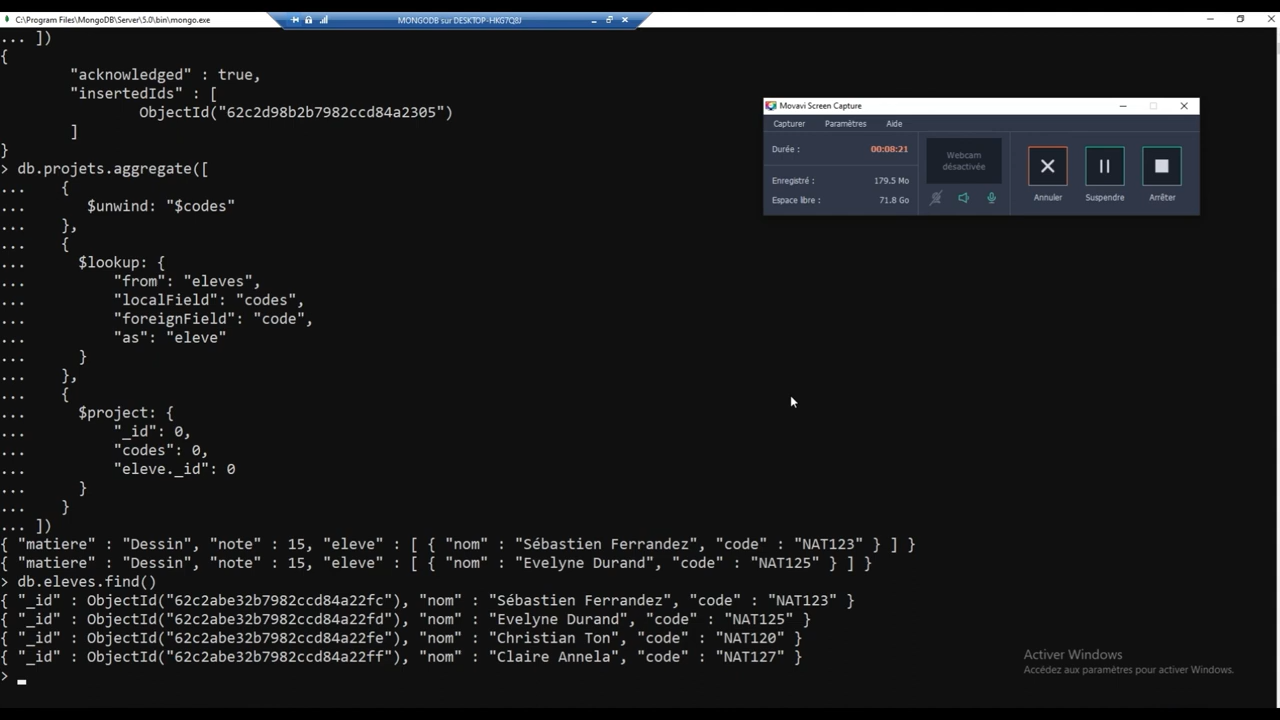 C:\Program Files\MongoDB\Server\5.0\bin\mongo.exe
MONGODB sur DESKTOP-HKG7Q8J
... ])
{
"acknowledged" : true,
"insertedIds" : [
ObjectId("62c2d98b2b7982ccd84a2305")
]
}
> db.projets.aggregate([
... {
... $unwind: "$codes"
... },
... {
... $lookup: {
... "from": "eleves",
... "localField": "codes",
... "foreignField": "code",
... "as": "eleve"
... }
... },
... {
... $project: {
... "_id": 0,
... "codes": 0,
... "eleve._id": 0
... }
... }
... ])
{ "matiere" : "Dessin", "note" : 15, "eleve" : [ { "nom" : "Sébastien Ferrandez", "code" : "NAT123" } ] }
{ "matiere" : "Dessin", "note" : 15, "eleve" : [ { "nom" : "Evelyne Durand", "code" : "NAT125" } ] }
> db.eleves.find()
{ "_id" : ObjectId("62c2abe32b7982ccd84a22fc"), "nom" : "Sébastien Ferrandez", "code" : "NAT123" }
{ "_id" : ObjectId("62c2abe32b7982ccd84a22fd"), "nom" : "Evelyne Durand", "code" : "NAT125" }
{ "_id" : ObjectId("62c2abe32b7982ccd84a22fe"), "nom" : "Christian Ton", "code" : "NAT120" }
{ "_id" : ObjectId("62c2abe32b7982ccd84a22ff"), "nom" : "Claire Annela", "code" : "NAT127" }
>
Movavi Screen Capture
Capturer Paramètres Aide
Durée : 00:08:21
Enregistré : 179.5 Mo
Espace libre : 71.8 Go
Webcam
désactivée
Annuler Suspendre Arrêter
Activer Windows
Accédez aux paramètres pour activer Windows.